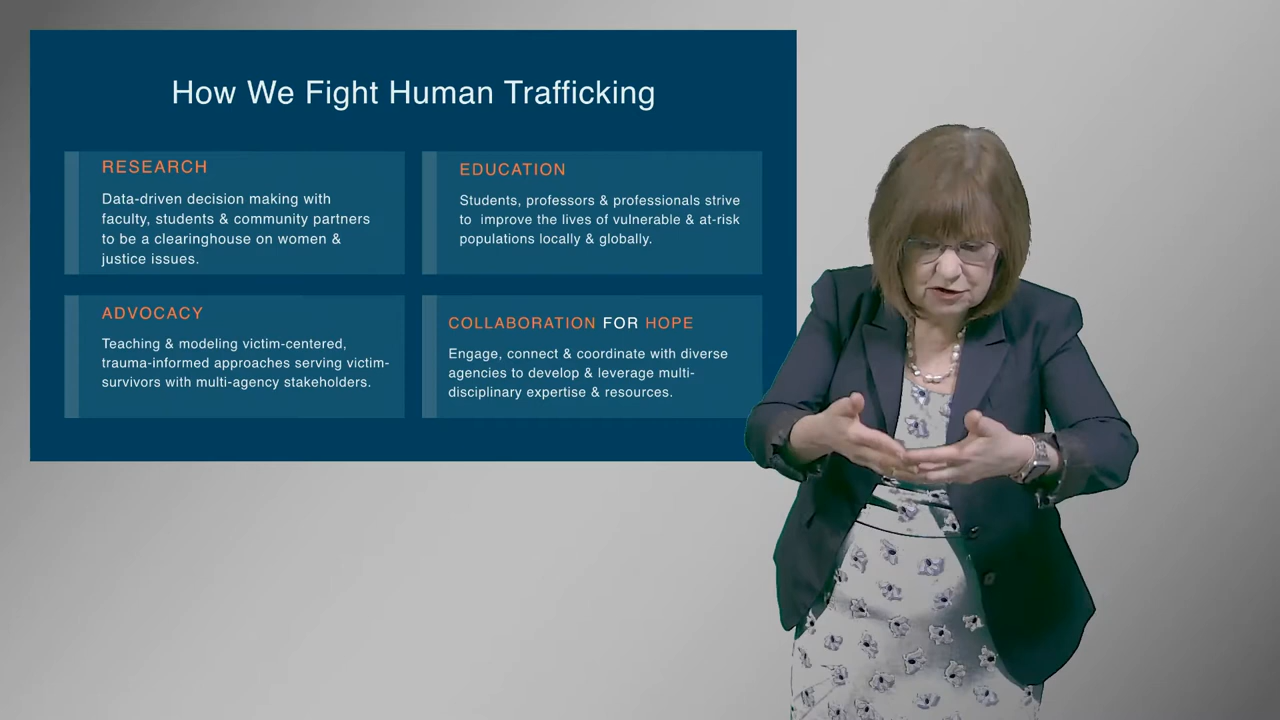 How We Fight Human Trafficking
RESEARCH
Data-driven decision making with
faculty, students & community partners
to be a clearinghouse on women &
justice issues.
EDUCATION
Students, professors & professionals strive
to improve the lives of vulnerable & at-risk
populations locally & globally.
ADVOCACY
Teaching & modeling victim-centered,
trauma-informed approaches serving victim-
survivors with multi-agency stakeholders.
COLLABORATION FOR HOPE
Engage, connect & coordinate with diverse
agencies to develop & leverage multi-
disciplinary expertise & resources.